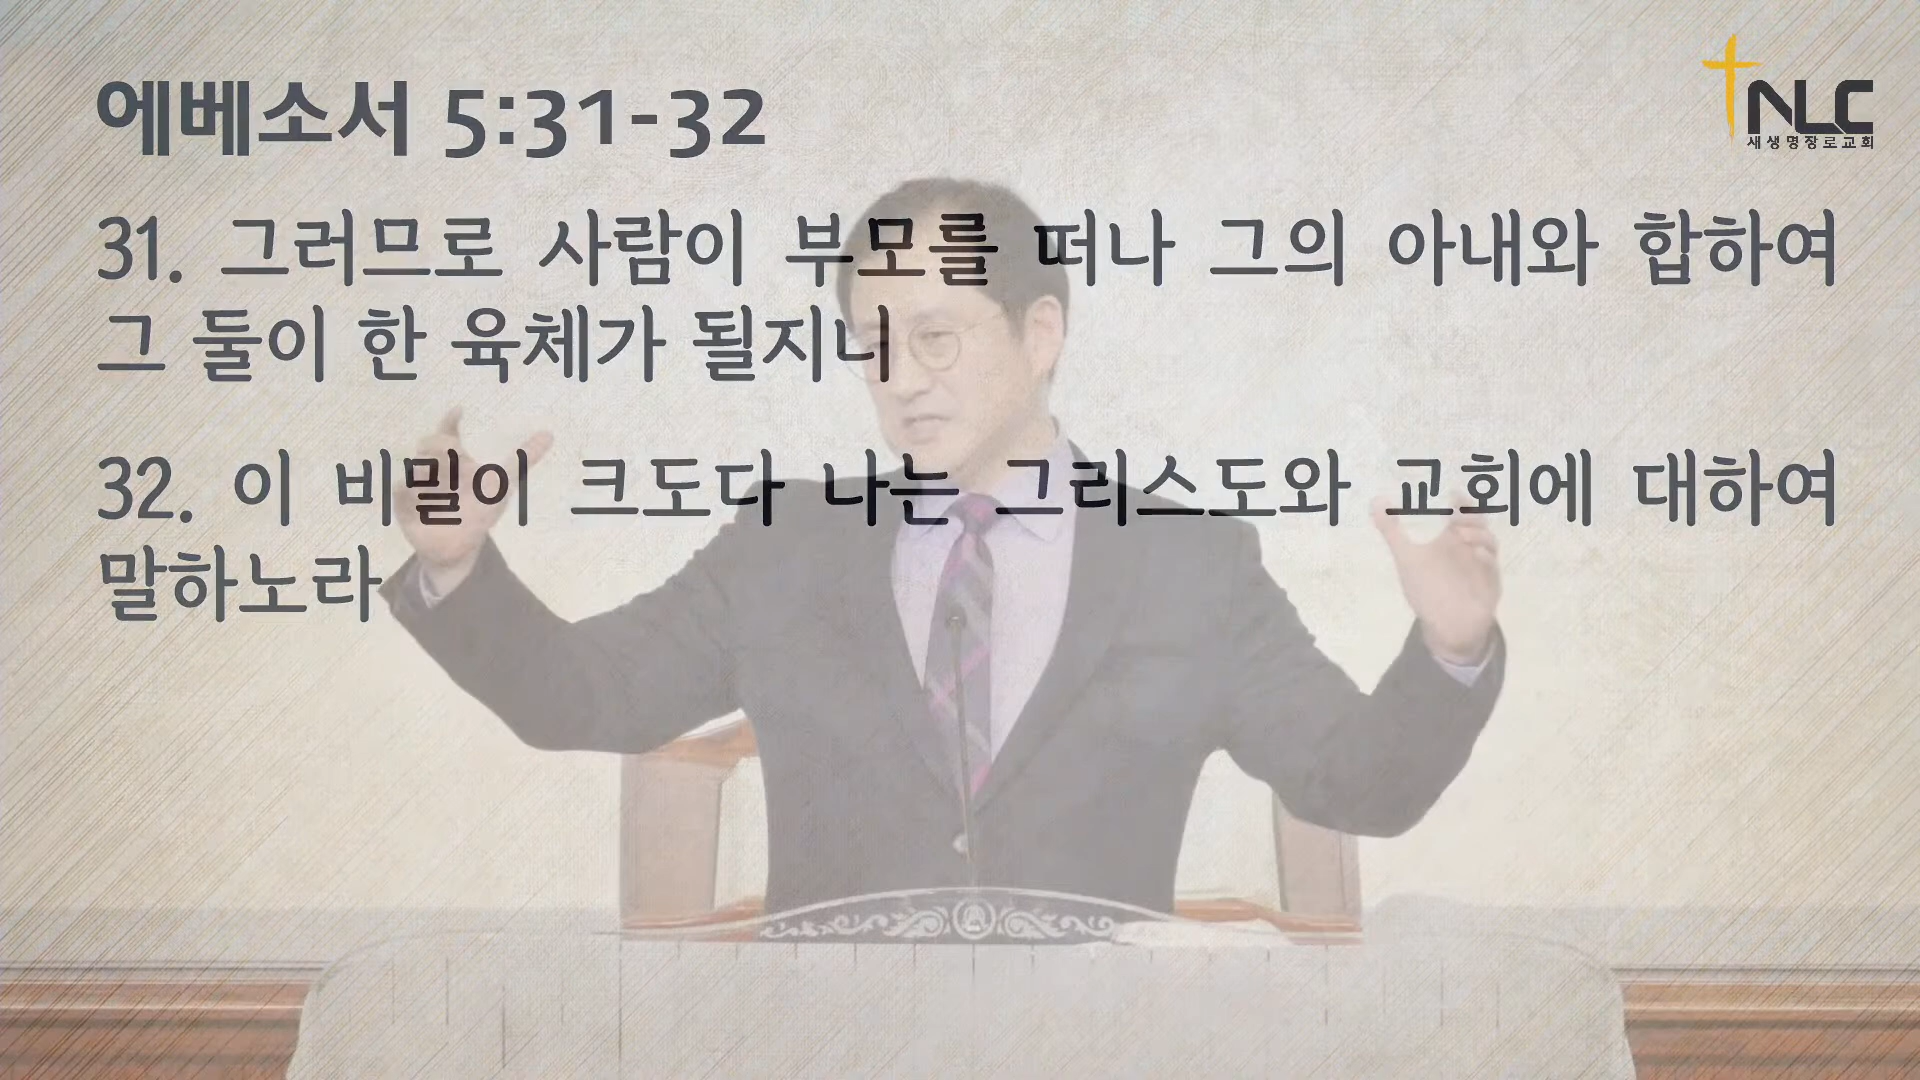 에베소서 5:31-32
NLC
새생명장로교회
31. 그러므로 사람이 부모를 떠나 그의 아내와 합하여
그 둘이 한 육체가 될지니
32. 이 비밀이 크도다 나는 그리스도와 교회에 대하여
말하노라